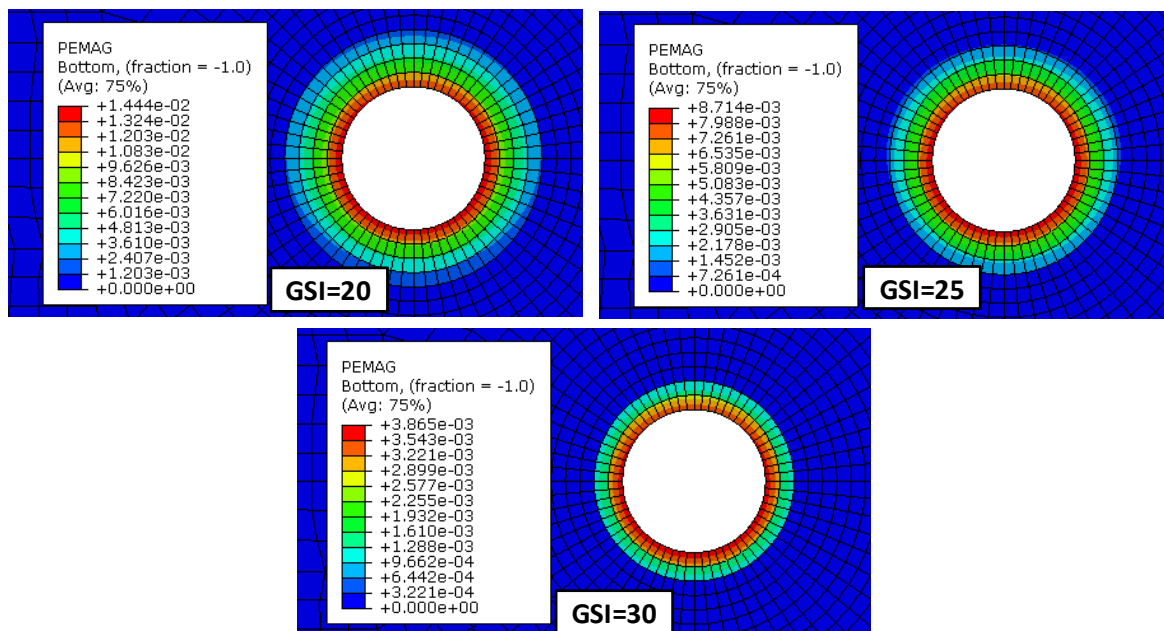 PEMAG
Bottom, (fraction = -1.0)
(Avg: 75%)
+1.444e-02
+1.324e-02
+1.203e-02
+1.083e-02
+9.626e-03
+8.423e-03
+7.220e-03
+6.016e-03
+4.813e-03
+3.610e-03
+2.407e-03
+1.203e-03
+0.000e+00
GSI=20
PEMAG
Bottom, (fraction = -1.0)
(Avg: 75%)
+8.714e-03
+7.988e-03
+7.261e-03
+6.535e-03
+5.809e-03
+5.083e-03
+4.357e-03
+3.631e-03
+2.905e-03
+2.178e-03
+1.452e-03
+7.261e-04
+0.000e+00
GSI=25
PEMAG
Bottom, (fraction = -1.0)
(Avg: 75%)
+3.865e-03
+3.543e-03
+3.221e-03
+2.899e-03
+2.577e-03
+2.255e-03
+1.932e-03
+1.610e-03
+1.288e-03
+9.662e-04
+6.442e-04
+3.221e-04
+0.000e+00
GSI=30